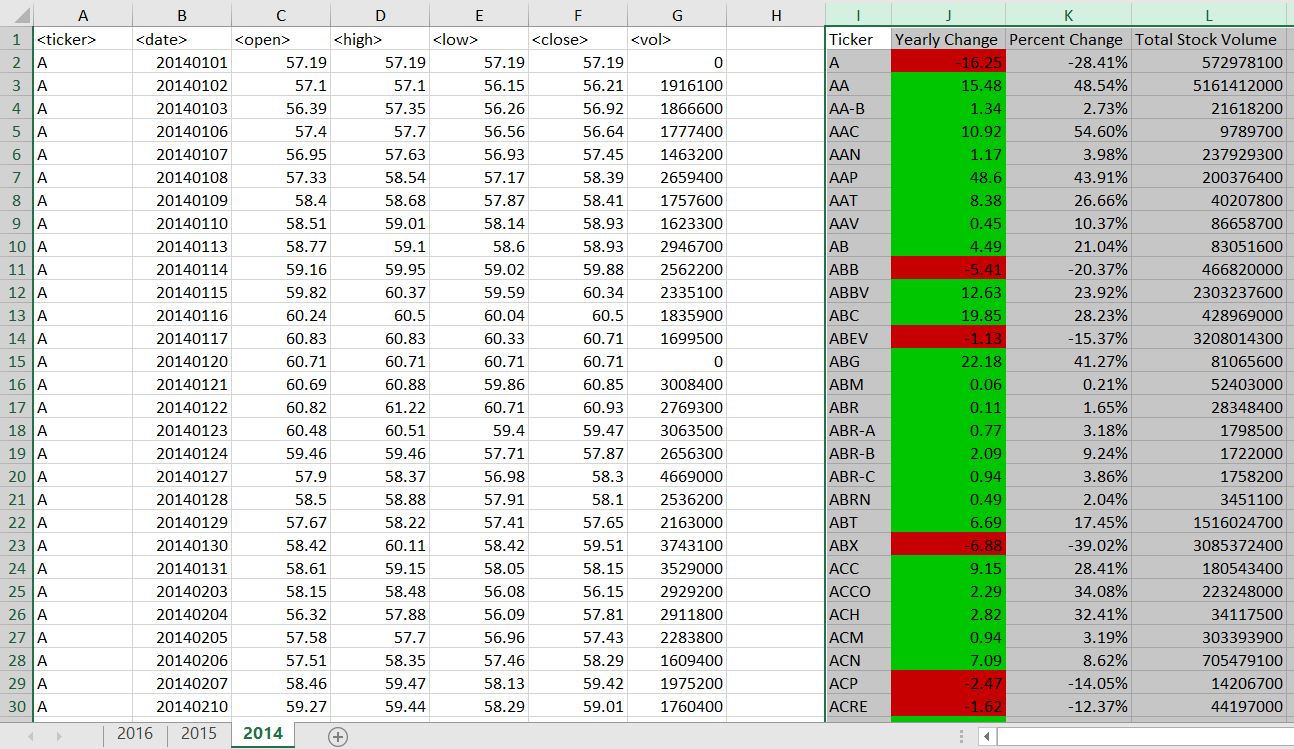 A B C D E F G H I J K L
1 <ticker> <date> <open> <high> <low> <close> <vol> Ticker Yearly Change Percent Change Total Stock Volume
2 A 20140101 57.19 57.19 57.19 57.19 0 A -16.25 -28.41% 572978100
3 A 20140102 57.1 57.1 56.15 56.21 1916100 AA 15.48 48.54% 5161412000
4 A 20140103 56.39 57.35 56.26 56.92 1866600 AA-B 1.34 2.73% 21618200
5 A 20140106 57.4 57.7 56.56 56.64 1777400 AAC 10.92 54.60% 9789700
6 A 20140107 56.95 57.63 56.93 57.45 1463200 AAN 1.17 3.98% 237929300
7 A 20140108 57.33 58.54 57.17 58.39 2659400 AAP 48.6 43.91% 200376400
8 A 20140109 58.4 58.68 57.87 58.41 1757600 AAT 8.38 26.66% 40207800
9 A 20140110 58.51 59.01 58.14 58.93 1623300 AAV 0.45 10.37% 86658700
10 A 20140113 58.77 59.1 58.6 58.93 2946700 AB 4.49 21.04% 83051600
11 A 20140114 59.16 59.95 59.02 59.88 2562200 ABB -5.41 -20.37% 466820000
12 A 20140115 59.82 60.37 59.59 60.34 2335100 ABBV 12.63 23.92% 2303237600
13 A 20140116 60.24 60.5 60.04 60.5 1835900 ABC 19.85 28.23% 428969000
14 A 20140117 60.83 60.83 60.33 60.71 1699500 ABEV -1.13 -15.37% 3208014300
15 A 20140120 60.71 60.71 60.71 60.71 0 ABG 22.18 41.27% 81065600
16 A 20140121 60.69 60.88 59.86 60.85 3008400 ABM 0.06 0.21% 52403000
17 A 20140122 60.82 61.22 60.71 60.93 2769300 ABR 0.11 1.65% 28348400
18 A 20140123 60.48 60.51 59.4 59.47 3063500 ABR-A 0.77 3.18% 1798500
19 A 20140124 59.46 59.46 57.71 57.87 2656300 ABR-B 2.09 9.24% 1722000
20 A 20140127 57.9 58.37 56.98 58.3 4669000 ABR-C 0.94 3.86% 1758200
21 A 20140128 58.5 58.88 57.91 58.1 2536200 ABRN 0.49 2.04% 3451100
22 A 20140129 57.67 58.22 57.41 57.65 2163000 ABT 6.69 17.45% 1516024700
23 A 20140130 58.42 60.11 58.42 59.51 3743100 ABX -6.88 -39.02% 3085372400
24 A 20140131 58.61 59.15 58.05 58.15 3529000 ACC 9.15 28.41% 180543400
25 A 20140203 58.15 58.48 56.08 56.15 2929200 ACCO 2.29 34.08% 223248000
26 A 20140204 56.32 57.88 56.09 57.81 2911800 ACH 2.82 32.41% 34117500
27 A 20140205 57.58 57.7 56.96 57.43 2283800 ACM 0.94 3.19% 303393900
28 A 20140206 57.51 58.35 57.46 58.29 1609400 ACN 7.09 8.62% 705479100
29 A 20140207 58.46 59.47 58.13 59.42 1975200 ACP -2.47 -14.05% 14206700
30 A 20140210 59.27 59.44 58.29 59.01 1760400 ACRE -1.62 -12.37% 44197000
2016 2015 2014